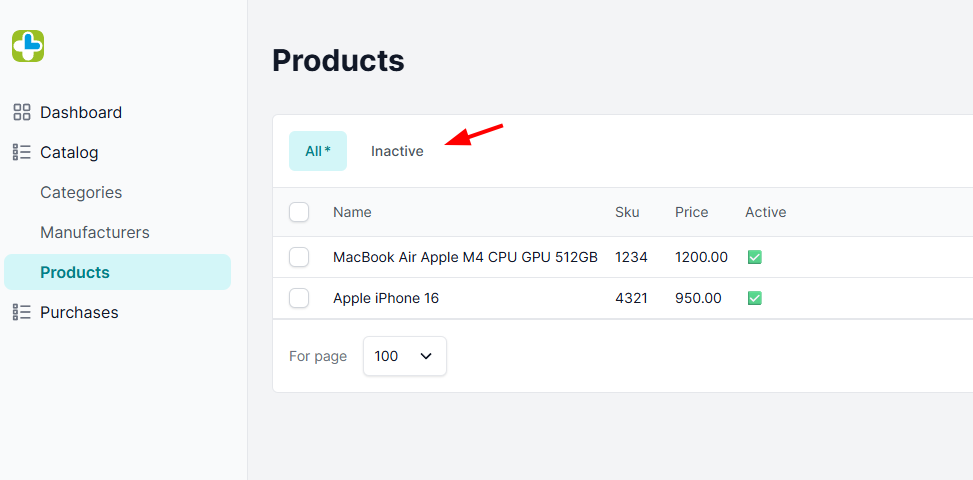 Products
Dashboard
Catalog
Categories
Manufacturers
Products
Purchases
All* Inactive
Name Sku Price Active
MacBook Air Apple M4 CPU GPU 512GB 1234 1200.00
Apple iPhone 16 4321 950.00
For page 100